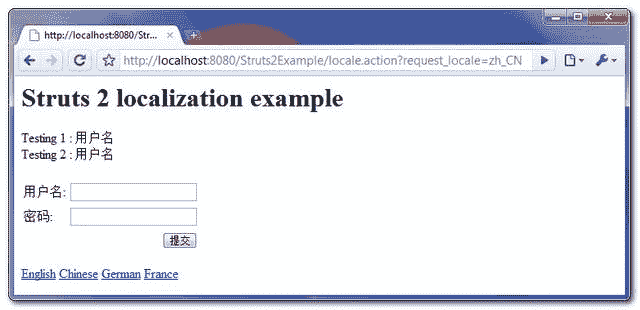 http://localhost:8080/Str...
http://localhost:8080/Struts2Example/locale.action?request_locale=zh_CN
Struts 2 localization example
Testing 1 : 用户名
Testing 2 : 用户名
用户名:
密码:
提交
English Chinese German France